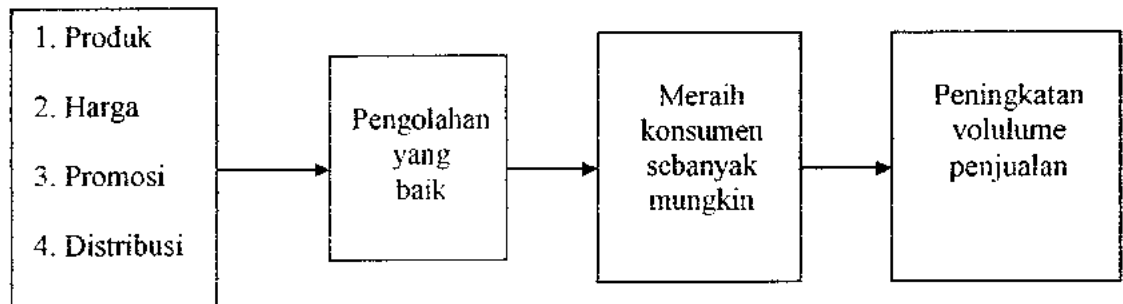 1. Produk
2. Harga
3. Promosi
4. Distribusi
Pengolahan
yang
baik
Meraih
konsumen
sebanyak
mungkin
Peningkatan
volulume
penjualan